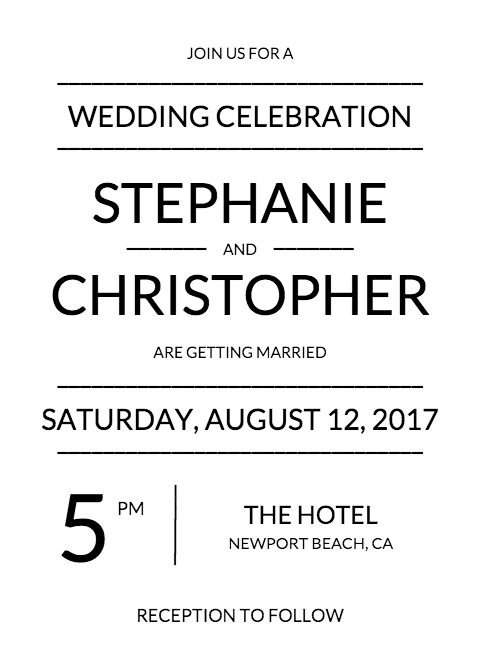 JOIN US FOR A
WEDDING CELEBRATION
STEPHANIE
AND
CHRISTOPHER
ARE GETTING MARRIED
SATURDAY, AUGUST 12, 2017
5 PM
THE HOTEL
NEWPORT BEACH, CA
RECEPTION TO FOLLOW